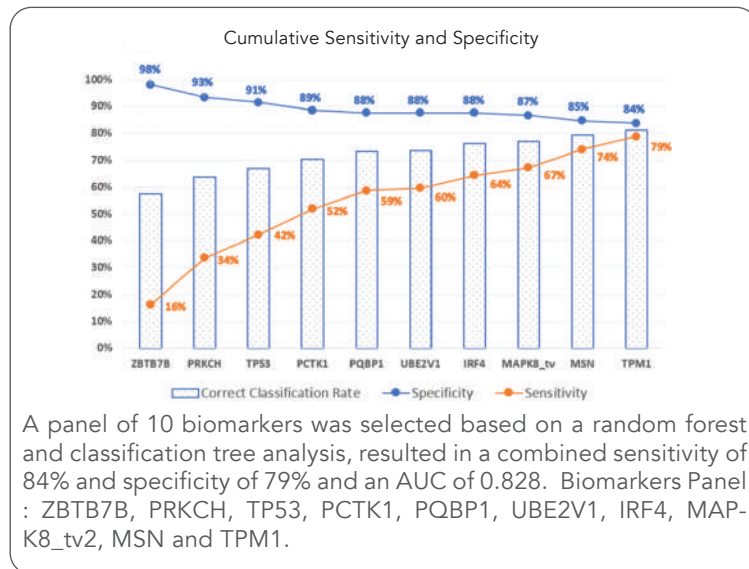 Cumulative Sensitivity and Specificity
98% 93% 91% 89% 88% 88% 88% 87% 85% 84%
100%
90%
80%
70%
60%
50%
40%
30%
20%
10%
0%
16% 34% 42% 52% 59% 60% 64% 67% 74% 79%
ZBTB7B PRKCH TP53 PCTK1 PQBP1 UBE2V1 IRF4 MAPK8_tv MSN TPM1
Correct Classification Rate Specificity Sensitivity
A panel of 10 biomarkers was selected based on a random forest
and classification tree analysis, resulted in a combined sensitivity of
84% and specificity of 79% and an AUC of 0.828. Biomarkers Panel
: ZBTB7B, PRKCH, TP53, PCTK1, PQBP1, UBE2V1, IRF4, MAP-
K8_tv2, MSN and TPM1.